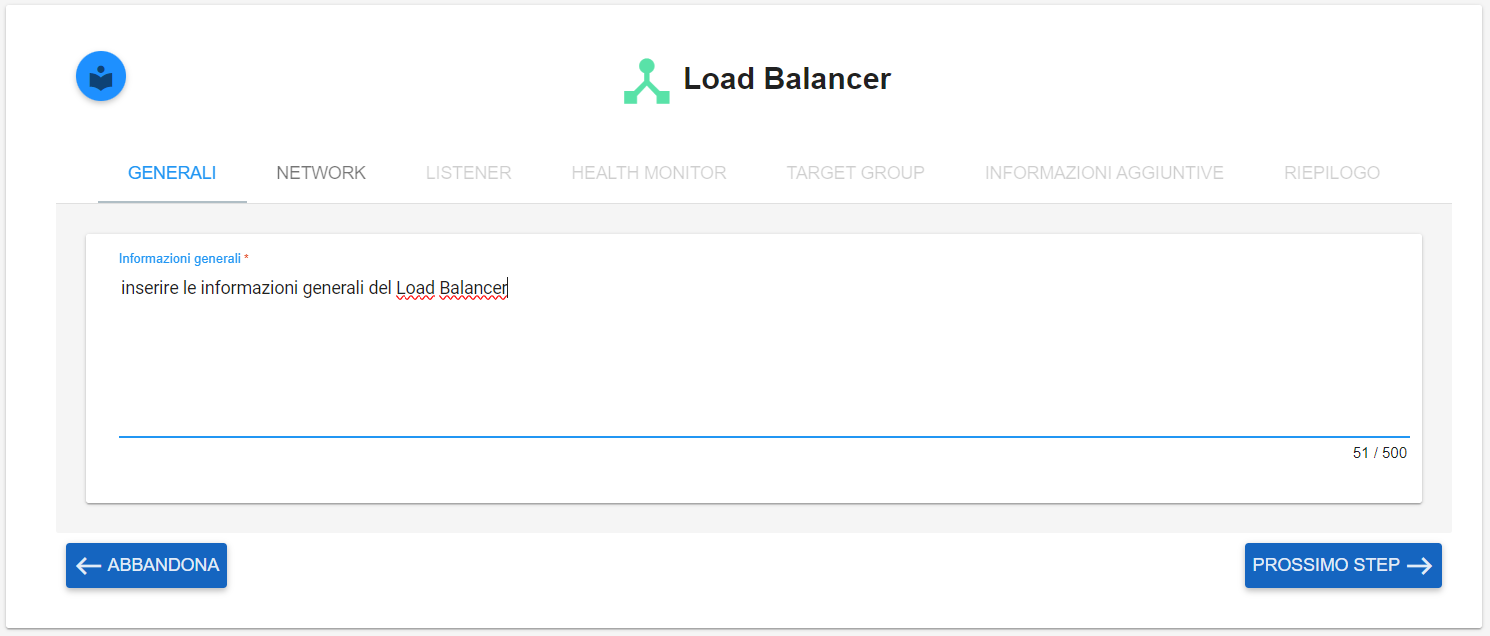 Load Balancer
GENERALI NETWORK LISTENER HEALTH MONITOR TARGET GROUP INFORMAZIONI AGGIUNTIVE RIEPILOGO
Informazioni generali *
inserire le informazioni generali del Load Balancer
51 / 500
ABBANDONA PROSSIMO STEP